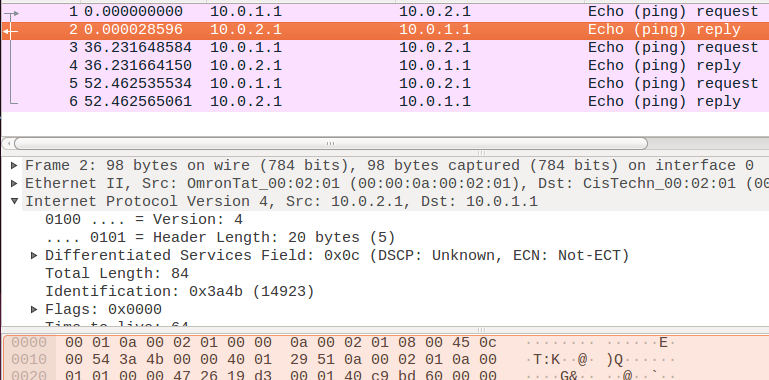 1 0.000000000 10.0.1.1 10.0.2.1 Echo (ping) request
2 0.000028596 10.0.2.1 10.0.1.1 Echo (ping) reply
3 36.231648584 10.0.1.1 10.0.2.1 Echo (ping) request
4 36.231664150 10.0.2.1 10.0.1.1 Echo (ping) reply
5 52.462535534 10.0.1.1 10.0.2.1 Echo (ping) request
6 52.462565061 10.0.2.1 10.0.1.1 Echo (ping) reply
Frame 2: 98 bytes on wire (784 bits), 98 bytes captured (784 bits) on interface 0
Ethernet II, Src: OmronTat_00:02:01 (00:00:0a:00:02:01), Dst: CisTechn_00:02:01 (00
Internet Protocol Version 4, Src: 10.0.2.1, Dst: 10.0.1.1
0100 .... = Version: 4
.... 0101 = Header Length: 20 bytes (5)
Differentiated Services Field: 0x0c (DSCP: Unknown, ECN: Not-ECT)
Total Length: 84
Identification: 0x3a4b (14923)
Flags: 0x0000
Time to live: 64
0000 00 01 0a 00 02 01 00 00 0a 00 02 01 08 00 45 0c ········ ······E·
0010 00 54 3a 4b 00 00 40 01 29 51 0a 00 02 01 0a 00 ·T:K··@· )Q······
0020 01 01 00 00 47 26 19 d3 00 01 40 c9 bd 60 00 00 ····G&·· ··@··`··